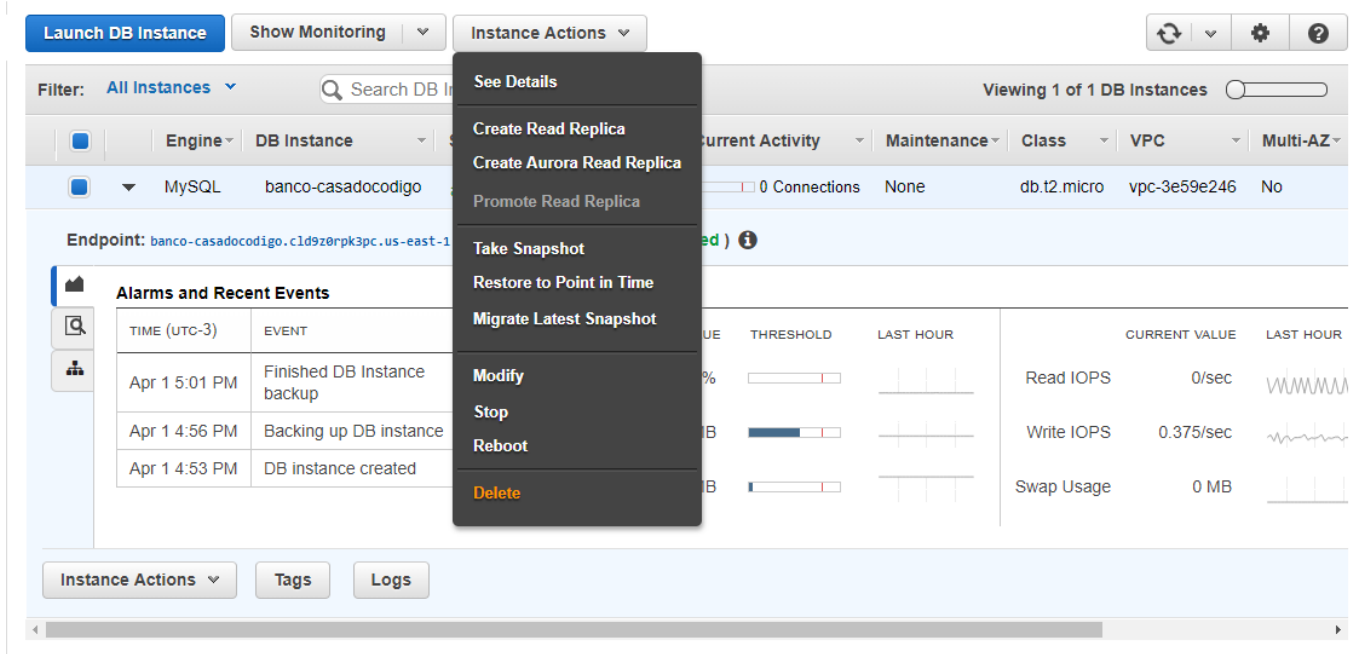 Launch DB Instance Show Monitoring Instance Actions
Filter: All Instances Search DB Viewing 1 of 1 DB Instances
Engine DB Instance Current Activity Maintenance Class VPC Multi-AZ
MySQL banco-casadocodigo 0 Connections None db.t2.micro vpc-3e59e246 No
Endpoint: banco-casadocodigo.cld9z0rpk3pc.us-east-1 ed )
See Details
Create Read Replica
Create Aurora Read Replica
Promote Read Replica
Take Snapshot
Restore to Point in Time
Migrate Latest Snapshot
Modify
Stop
Reboot
Delete
Alarms and Recent Events
TIME (UTC-3) EVENT
Apr 1 5:01 PM Finished DB Instance
backup
Apr 1 4:56 PM Backing up DB instance
Apr 1 4:53 PM DB instance created
UE THRESHOLD LAST HOUR
%
MB
MB
CURRENT VALUE LAST HOUR
Read IOPS 0/sec
Write IOPS 0.375/sec
Swap Usage 0 MB
Instance Actions Tags Logs